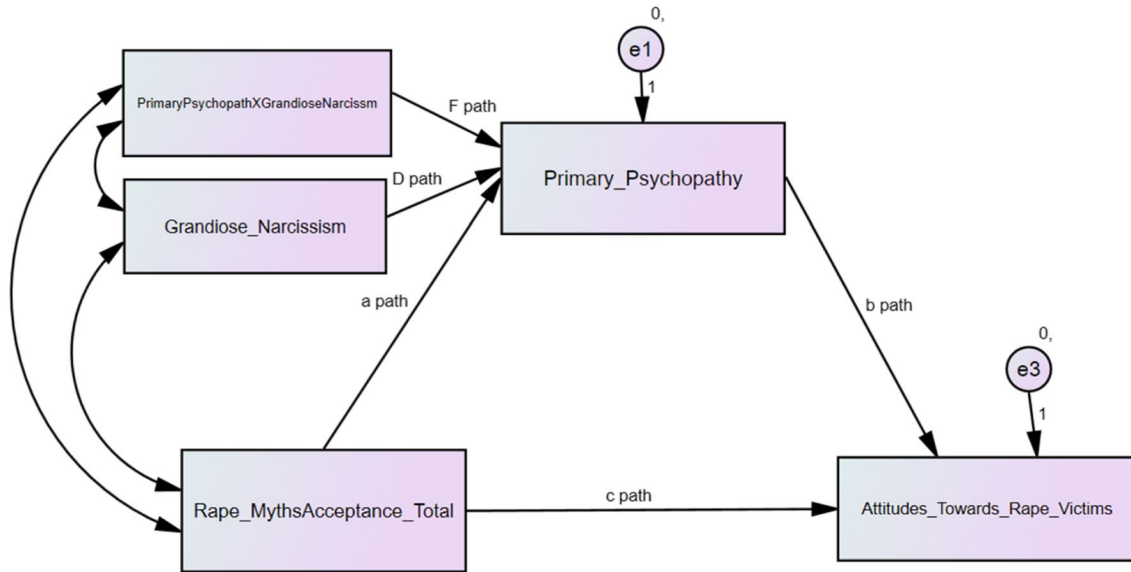 0,
e1
1
PrimaryPsychopathXGrandioseNarcissm
F path
Primary_Psychopathy
D path
Grandiose_Narcissism
a path
b path
0,
e3
1
Rape_MythsAcceptance_Total
c path
Attitudes_Towards_Rape_Victims